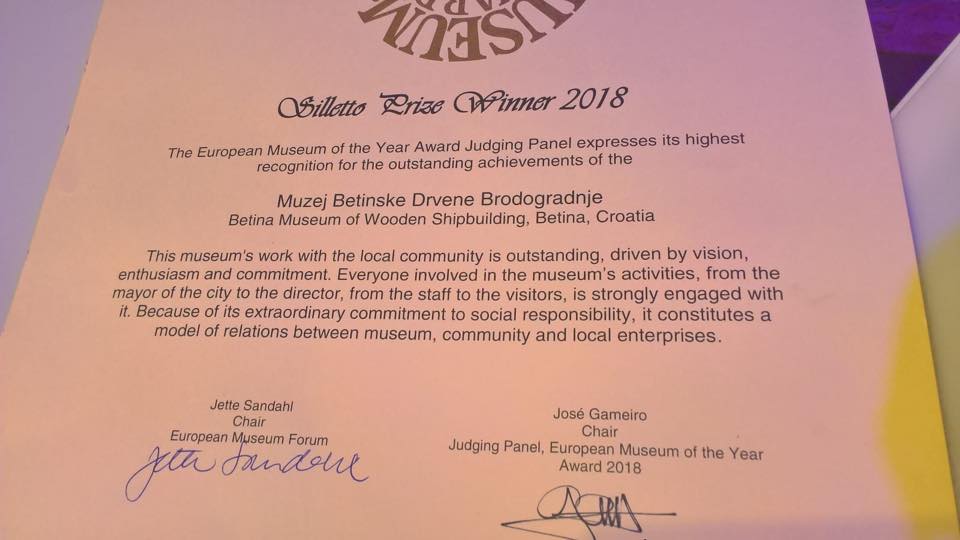 MUSEUM
Silletto Prize Winner 2018
The European Museum of the Year Award Judging Panel expresses its highest
recognition for the outstanding achievements of the
Muzej Betinske Drvene Brodogradnje
Betina Museum of Wooden Shipbuilding, Betina, Croatia
This museum's work with the local community is outstanding, driven by vision,
enthusiasm and commitment. Everyone involved in the museum's activities, from the
mayor of the city to the director, from the staff to the visitors, is strongly engaged with
it. Because of its extraordinary commitment to social responsibility, it constitutes a
model of relations between museum, community and local enterprises.
Jette Sandahl
Chair
European Museum Forum
Jette Sandahl
José Gameiro
Chair
Judging Panel, European Museum of the Year
Award 2018